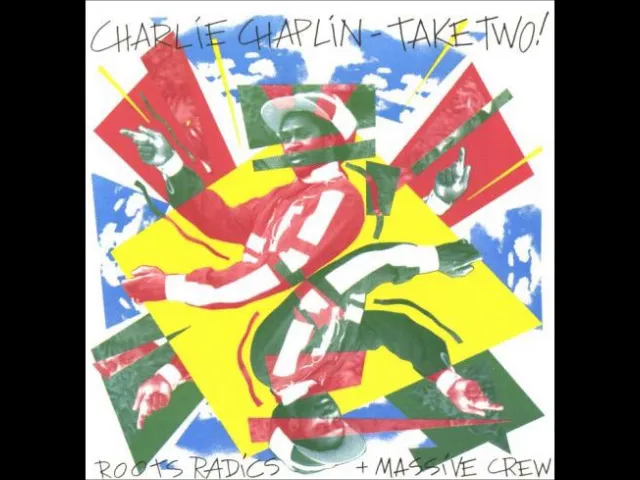 CHARLiE CHAPLiN - TAKE TWO!
ROOTS RADiCS + MASSiVE CREW